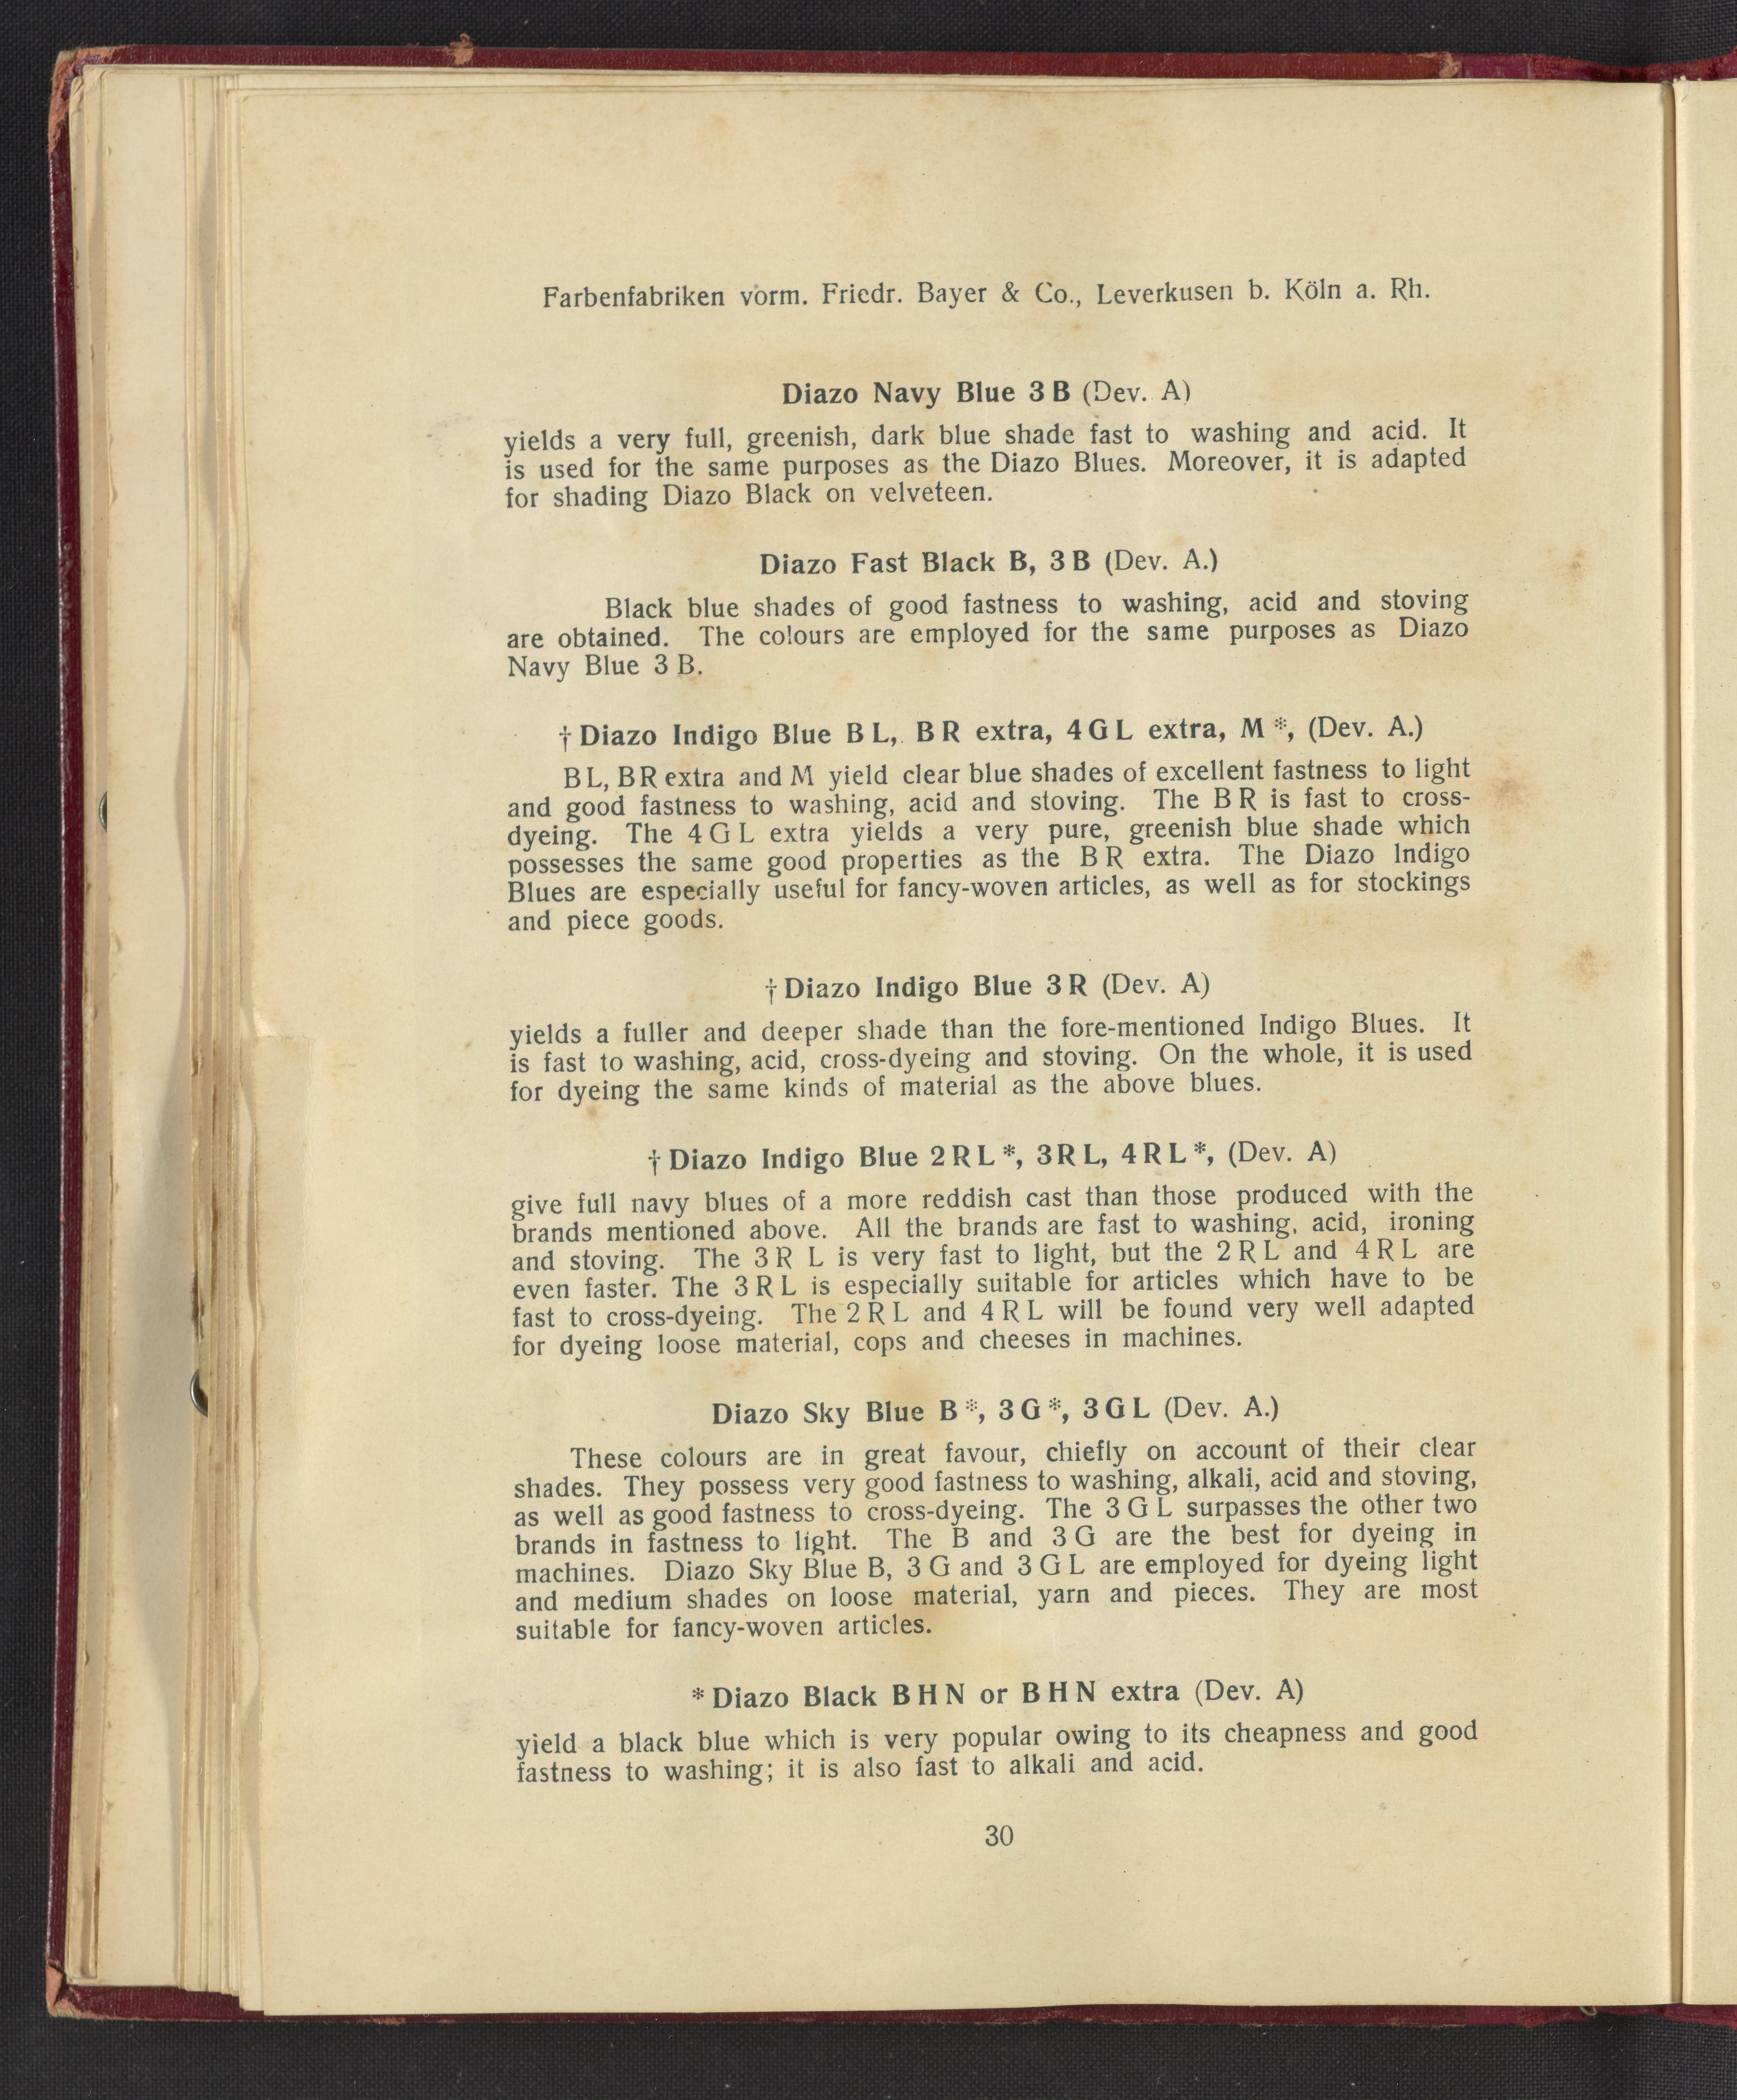 Farbenfabriken vorm. Friedr. Bayer & Co., Leverkusen b. Köln a. Rh.
Diazo Navy Blue 3 B (Dev. A)
yields a very full, greenish, dark blue shade fast to washing and acid. It
is used for the same purposes as the Diazo Blues. Moreover, it is adapted
for shading Diazo Black on velveteen.
Diazo Fast Black B, 3 B (Dev. A.)
Black blue shades of good fastness to washing, acid and stoving
are obtained. The colours are employed for the same purposes as Diazo
Navy Blue 3 B.
† Diazo Indigo Blue B L, B R extra, 4 G L extra, M *, (Dev. A.)
B L, B R extra and M yield clear blue shades of excellent fastness to light
and good fastness to washing, acid and stoving. The B R is fast to cross-
dyeing. The 4 G L extra yields a very pure, greenish blue shade which
possesses the same good properties as the B R extra. The Diazo Indigo
Blues are especially useful for fancy-woven articles, as well as for stockings
and piece goods.
† Diazo Indigo Blue 3 R (Dev. A)
yields a fuller and deeper shade than the fore-mentioned Indigo Blues. It
is fast to washing, acid, cross-dyeing and stoving. On the whole, it is used
for dyeing the same kinds of material as the above blues.
† Diazo Indigo Blue 2 R L *, 3 R L, 4 R L *, (Dev. A)
give full navy blues of a more reddish cast than those produced with the
brands mentioned above. All the brands are fast to washing, acid, ironing
and stoving. The 3 R L is very fast to light, but the 2 R L and 4 R L are
even faster. The 3 R L is especially suitable for articles which have to be
fast to cross-dyeing. The 2 R L and 4 R L will be found very well adapted
for dyeing loose material, cops and cheeses in machines.
Diazo Sky Blue B *, 3 G *, 3 G L (Dev. A.)
These colours are in great favour, chiefly on account of their clear
shades. They possess very good fastness to washing, alkali, acid and stoving,
as well as good fastness to cross-dyeing. The 3 G L surpasses the other two
brands in fastness to light. The B and 3 G are the best for dyeing in
machines. Diazo Sky Blue B, 3 G and 3 G L are employed for dyeing light
and medium shades on loose material, yarn and pieces. They are most
suitable for fancy-woven articles.
* Diazo Black B H N or B H N extra (Dev. A)
yield a black blue which is very popular owing to its cheapness and good
fastness to washing; it is also fast to alkali and acid.
30